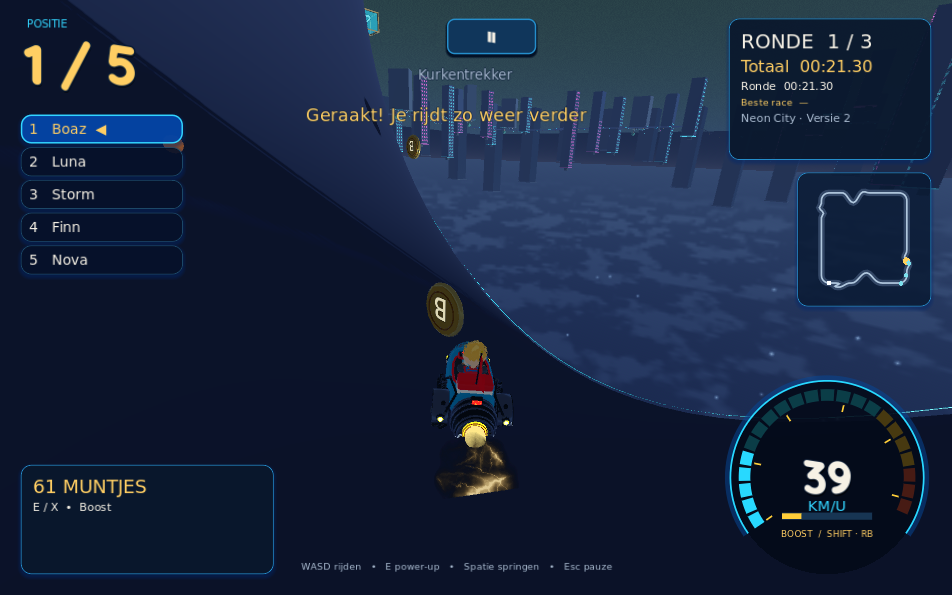 POSITIE
1 / 5
1 Boaz ◀
2 Luna
3 Storm
4 Finn
5 Nova
Kurkentrekker
Geraakt! Je rijdt zo weer verder
RONDE 1 / 3
Totaal 00:21.30
Ronde 00:21.30
Beste race —
Neon City · Versie 2
B
B
61 MUNTJES
E / X • Boost
39
KM/U
BOOST / SHIFT · RB
WASD rijden • E power-up • Spatie springen • Esc pauze